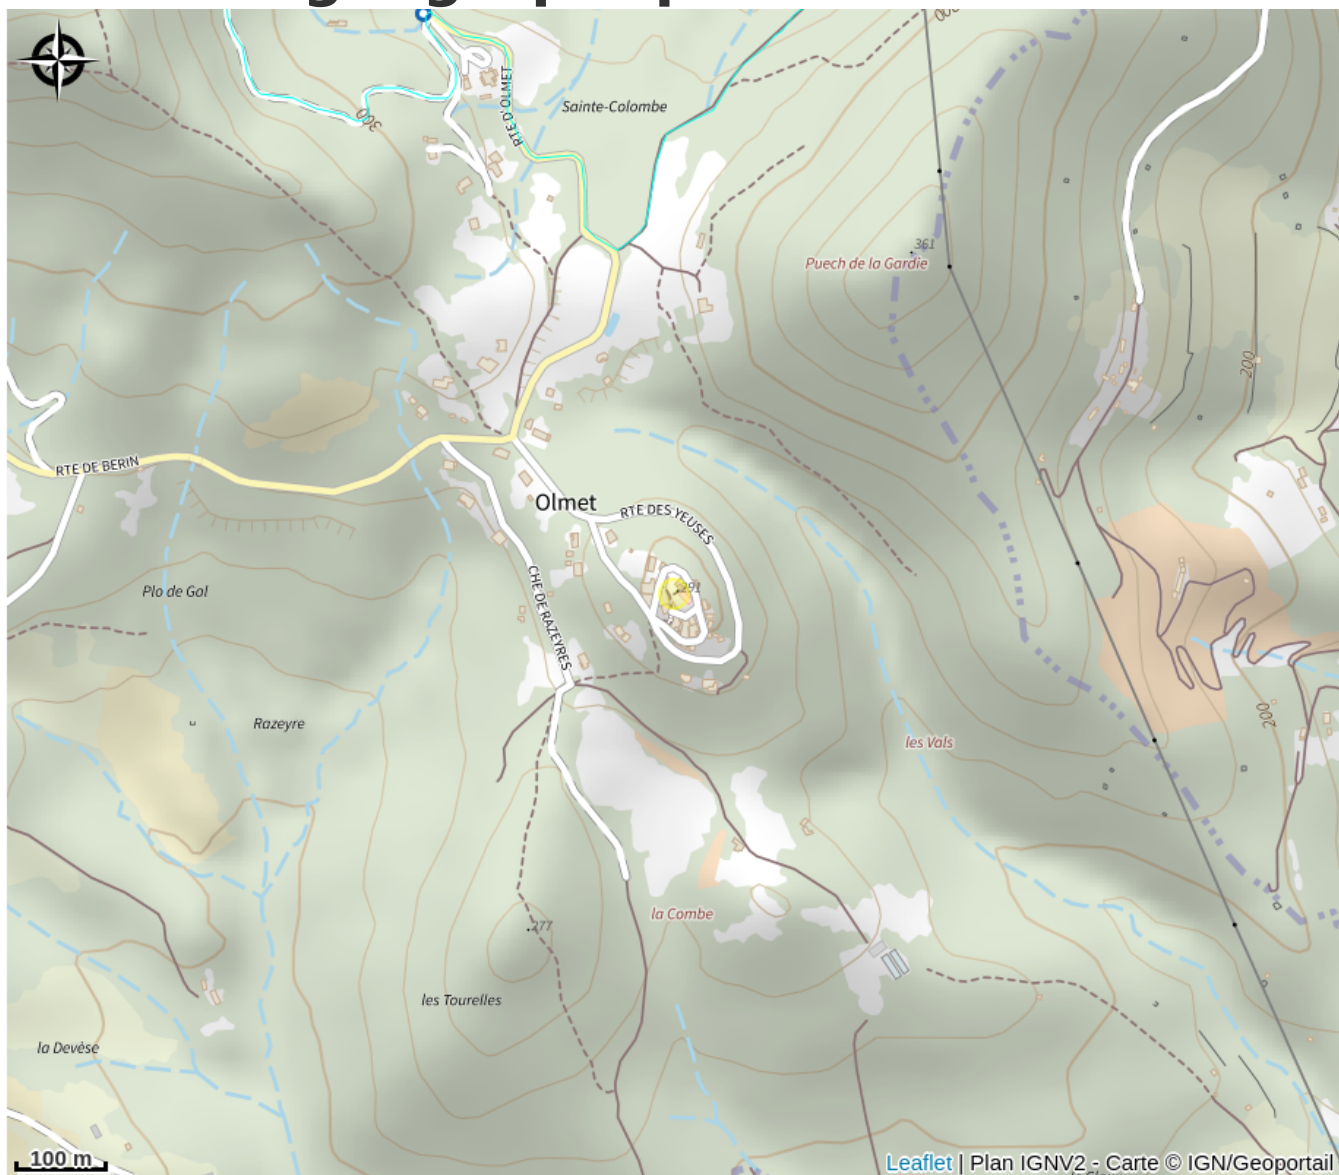 300
RTE D'OLMET
Sainte-Colombe
361
Puech de la Gardie
200
RTE DE BERIN
Olmet
RTE DES YEUSES
Plo de Gol
CHE DE RAZEYRES
291
Razeyre
200
les Vals
la Combe
277
les Tourelles
la Devèse
100 m
Leaflet | Plan IGNV2 - Carte © IGN/Geoportail